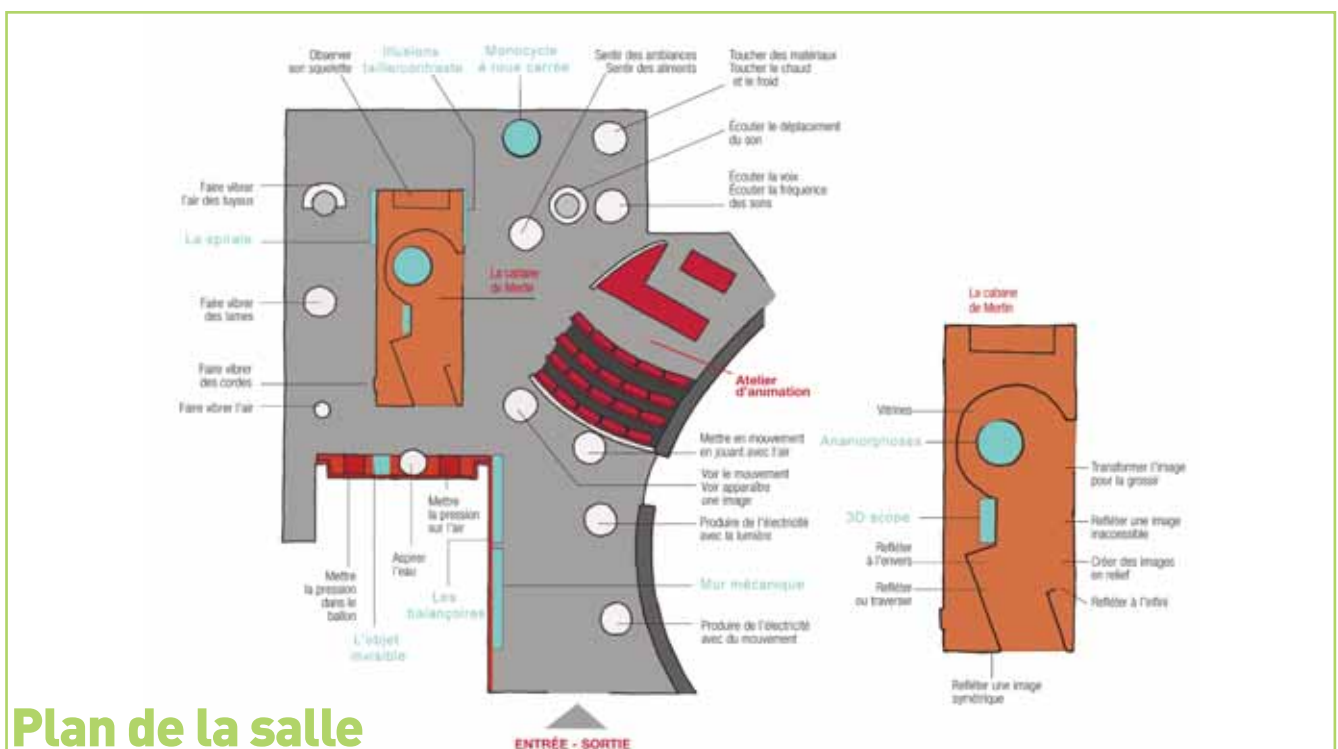 Observer
son squelette
Illusions
taille/contraste
Monocycle
à roue carrée
Sentir des ambiances
Sentir des aliments
Toucher des matériaux
Toucher le chaud
et le froid
Écouter le déplacement
du son
Écouter la voix
Écouter la fréquence
des sons
Faire vibrer
l'air des tuyaux
La spirale
Faire vibrer
des lames
Faire vibrer
des cordes
Faire vibrer l'air
La cabane
de Merlin
Atelier
d'animation
Mettre en mouvement
en jouant avec l'air
Voir le mouvement
Voir apparaître
une image
Produire de l'électricité
avec la lumière
Mur mécanique
Produire de l'électricité
avec du mouvement
Mettre
la pression
sur l'air
Aspirer
l'eau
Mettre
la pression
dans le
ballon
Les
balançoires
L'objet
invisible
La cabane
de Merlin
Vitrines
Anamorphoses
3D scope
Refléter
à l'envers
Refléter
ou traverser
Transformer l'image
pour la grossir
Refléter une image
inaccessible
Créer des images
en relief
Refléter à l'infini
Refléter une image
symétrique
Plan de la salle
ENTRÉE - SORTIE